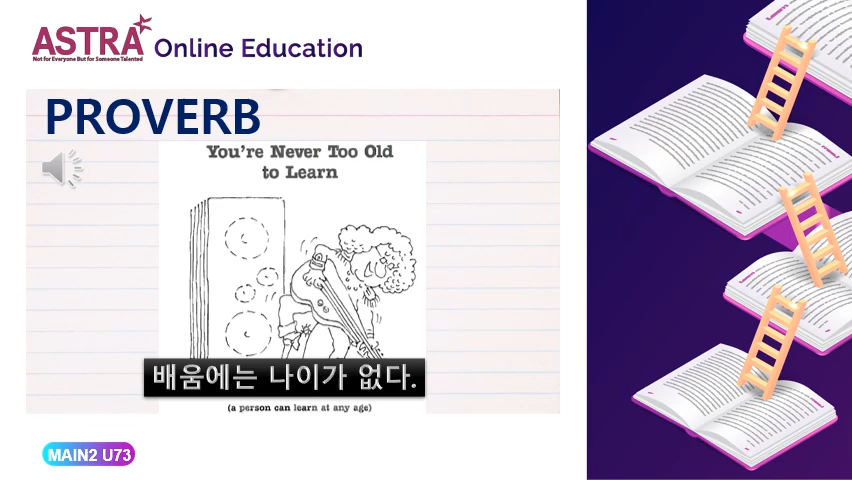 ASTRA
Not for Everyone But for Someone Talented
Online Education
PROVERB
You're Never Too Old
to Learn
배움에는 나이가 없다.
(a person can learn at any age)
MAIN2 U73